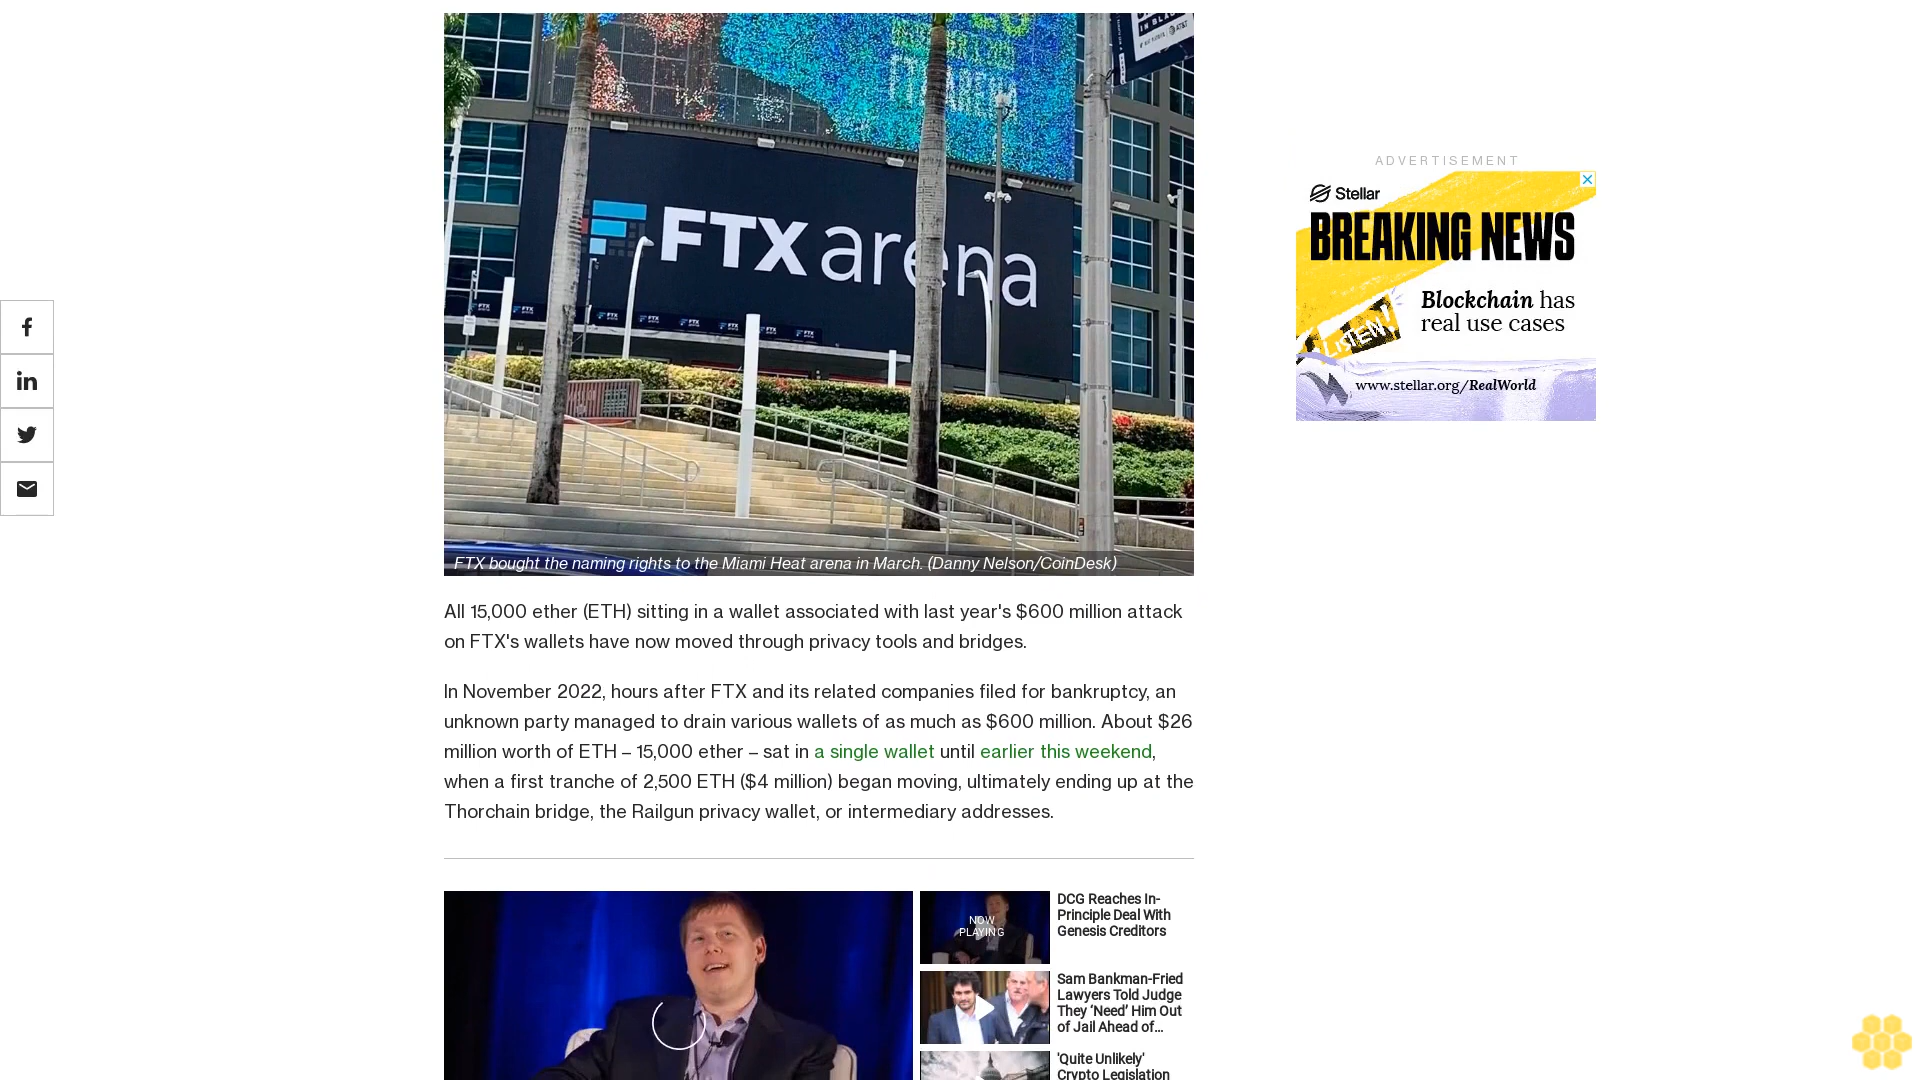 FTX ARENA
IN BLACK
AT&T
FTX arena
FTX bought the naming rights to the Miami Heat arena in March. (Danny Nelson/CoinDesk)
All 15,000 ether (ETH) sitting in a wallet associated with last year's $600 million attack
on FTX's wallets have now moved through privacy tools and bridges.
In November 2022, hours after FTX and its related companies filed for bankruptcy, an
unknown party managed to drain various wallets of as much as $600 million. About $26
million worth of ETH – 15,000 ether – sat in a single wallet until earlier this weekend,
when a first tranche of 2,500 ETH ($4 million) began moving, ultimately ending up at the
Thorchain bridge, the Railgun privacy wallet, or intermediary addresses.
NOW
PLAYING
DCG Reaches In-
Principle Deal With
Genesis Creditors
Sam Bankman-Fried
Lawyers Told Judge
They ‘Need’ Him Out
of Jail Ahead of...
'Quite Unlikely'
Crypto Legislation
ADVERTISEMENT
Stellar
BREAKING NEWS
Blockchain has
real use cases
LISTEN!
www.stellar.org/RealWorld